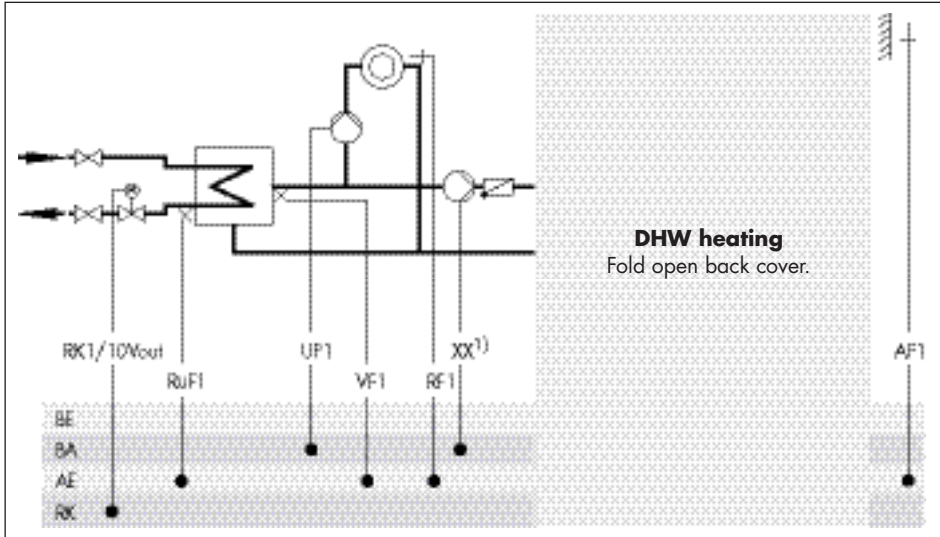 DHW heating
Fold open back cover.
RK1/10Vout
UP1
XX1)
AF1
RuF1
VF1
RF1
BE
BA
AE
RK